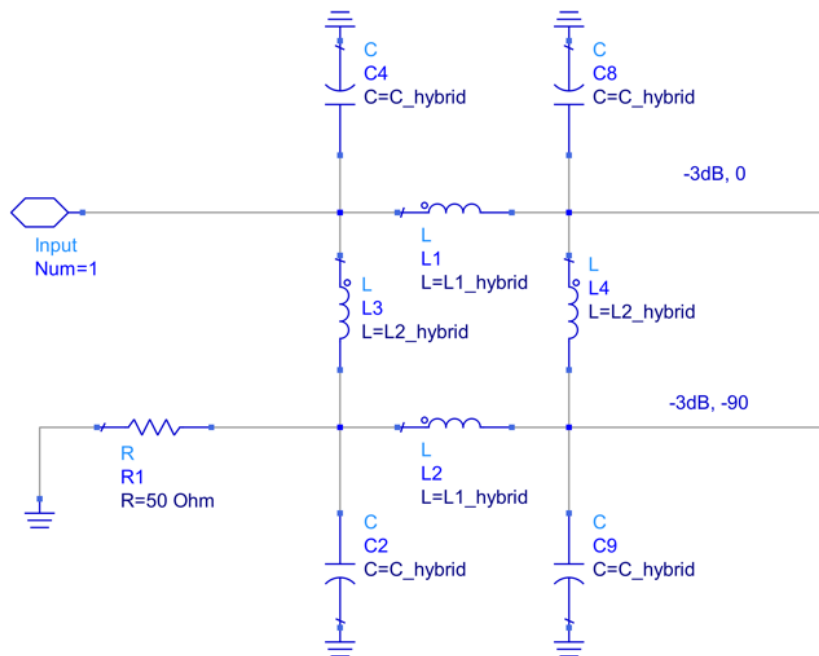 C
C4
C=C_hybrid
C
C8
C=C_hybrid
-3dB, 0
Input
Num=1
L
L1
L=L1_hybrid
L
L3
L=L2_hybrid
L
L4
L=L2_hybrid
-3dB, -90
R
R1
R=50 Ohm
L
L2
L=L1_hybrid
C
C2
C=C_hybrid
C
C9
C=C_hybrid